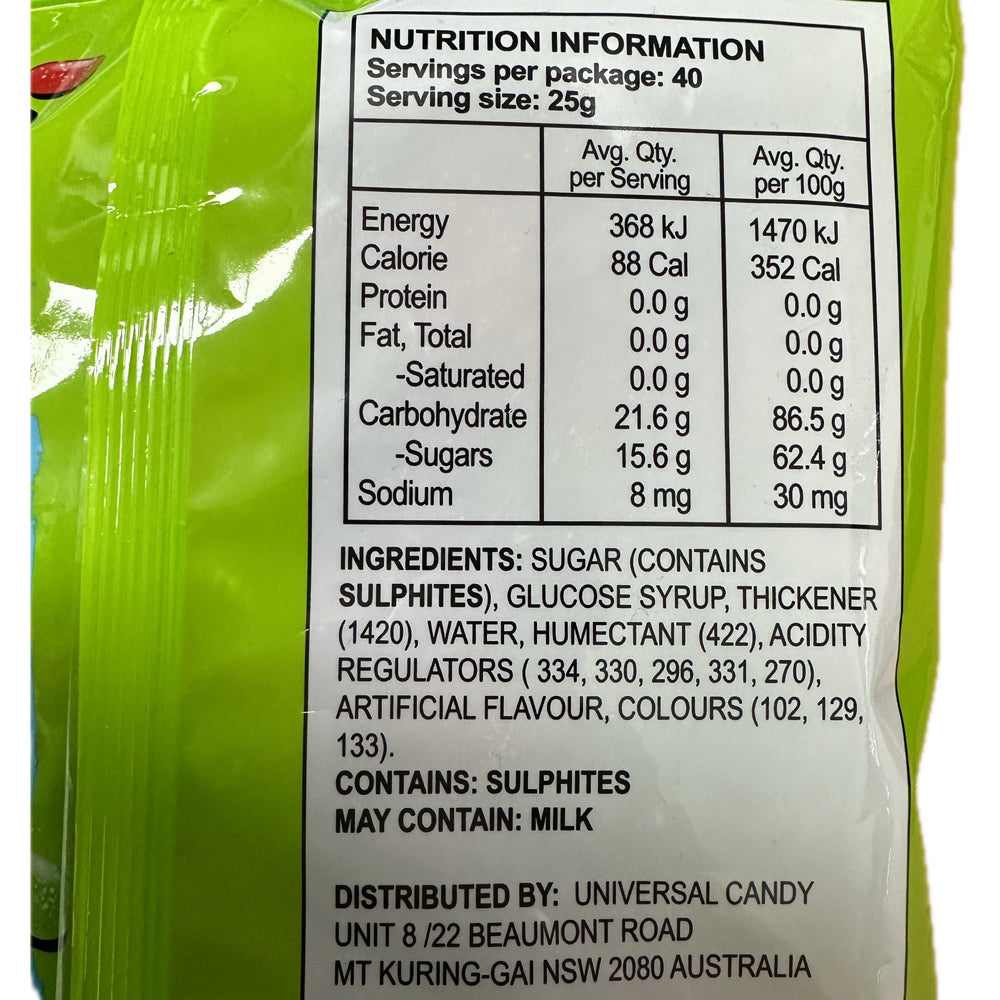 NUTRITION INFORMATION
Servings per package: 40
Serving size: 25g
Avg. Qty. per Serving Avg. Qty. per 100g
Energy 368 kJ 1470 kJ
Calorie 88 Cal 352 Cal
Protein 0.0 g 0.0 g
Fat, Total 0.0 g 0.0 g
-Saturated 0.0 g 0.0 g
Carbohydrate 21.6 g 86.5 g
-Sugars 15.6 g 62.4 g
Sodium 8 mg 30 mg
INGREDIENTS: SUGAR (CONTAINS
SULPHITES), GLUCOSE SYRUP, THICKENER
(1420), WATER, HUMECTANT (422), ACIDITY
REGULATORS ( 334, 330, 296, 331, 270),
ARTIFICIAL FLAVOUR, COLOURS (102, 129,
133).
CONTAINS: SULPHITES
MAY CONTAIN: MILK
DISTRIBUTED BY: UNIVERSAL CANDY
UNIT 8 /22 BEAUMONT ROAD
MT KURING-GAI NSW 2080 AUSTRALIA